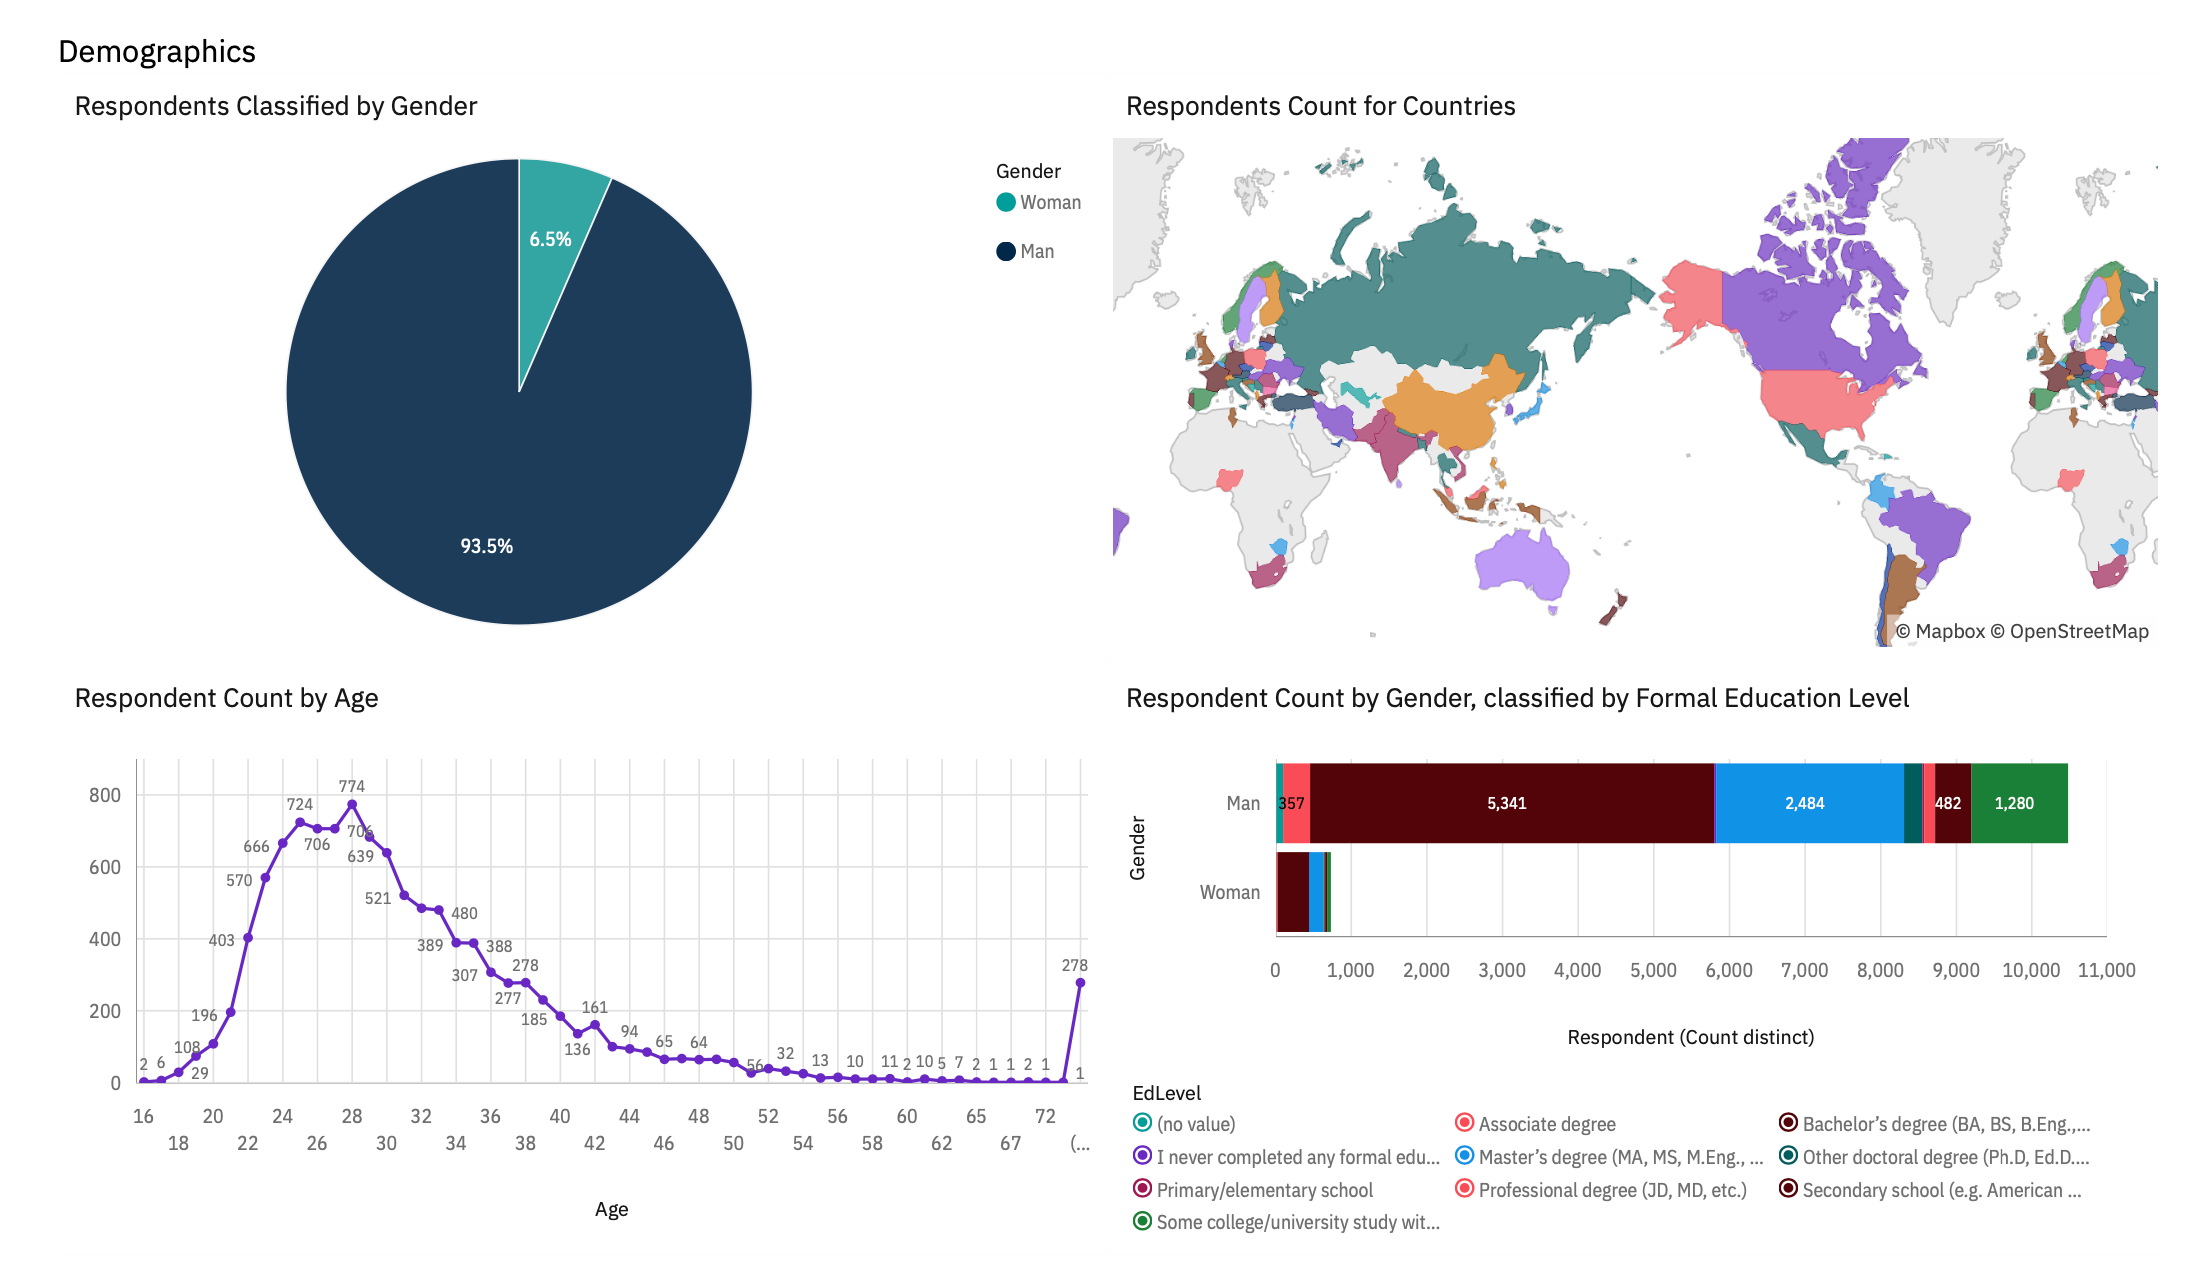 Demographics
Respondents Classified by Gender
Gender
Woman
Man
6.5%
93.5%
Respondents Count for Countries
© Mapbox © OpenStreetMap
Respondent Count by Age
800
600
400
200
0
2 6 29 108 196 403 570 666 724 706 774 706 639 521 480 389 388 307 277 278 185 136 161 94 65 64 56 32 13 10 11 2 10 5 7 2 1 1 2 1 1 278
16 20 24 28 32 36 40 44 48 52 56 60 65 72
18 22 26 30 34 38 42 46 50 54 58 62 67 (...
Age
Respondent Count by Gender, classified by Formal Education Level
Gender
Man
357 5,341 2,484 482 1,280
Woman
0 1,000 2,000 3,000 4,000 5,000 6,000 7,000 8,000 9,000 10,000 11,000
Respondent (Count distinct)
EdLevel
(no value) Associate degree Bachelor’s degree (BA, BS, B.Eng.,...
I never completed any formal edu... Master’s degree (MA, MS, M.Eng., ... Other doctoral degree (Ph.D, Ed.D....
Primary/elementary school Professional degree (JD, MD, etc.) Secondary school (e.g. American ...
Some college/university study wit...